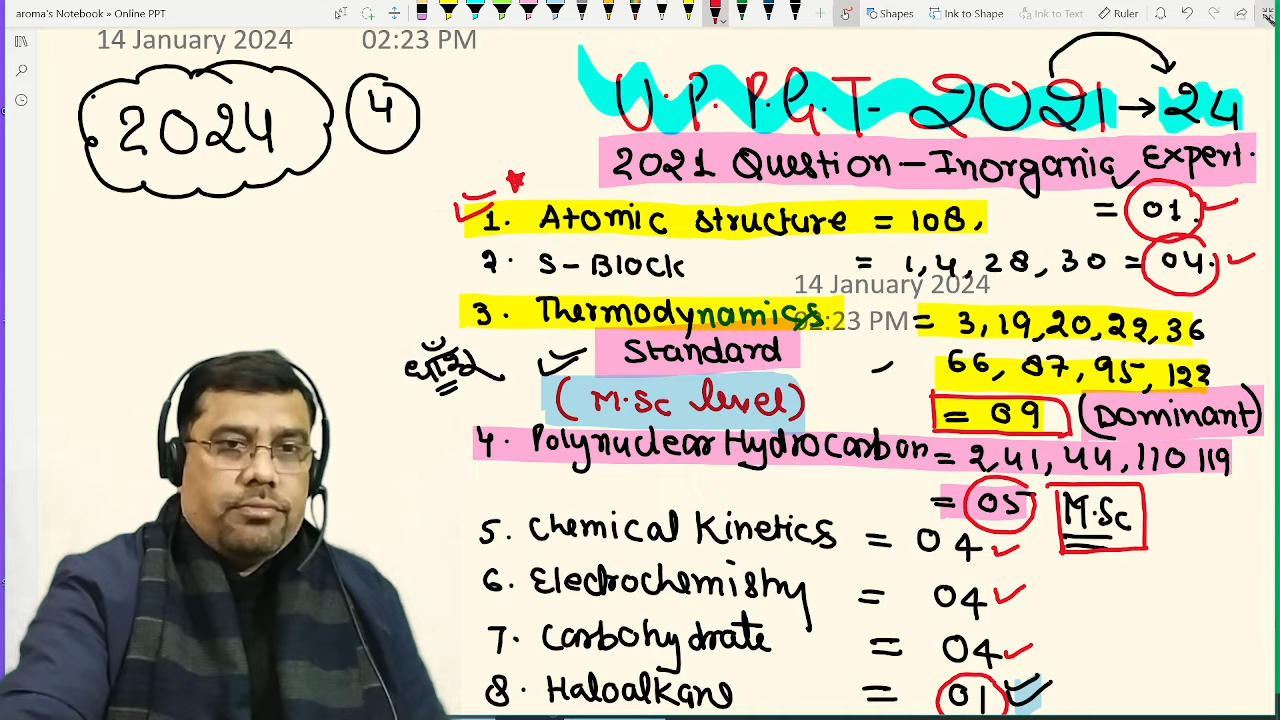 aroma's Notebook » Online PPT
Shapes Ink to Shape Ink to Text Ruler
14 January 2024 02:23 PM
2024 4
U.P. P.G.T- 2021 → 24
2021 Question - Inorganic Expert.
1. Atomic structure = 108, = 01.
2. S-Block = 1, 4, 28, 30 = 04.
14 January 2024
3. Thermodynamics = 3, 19, 20, 22, 36
02:23 PM
Standard 66, 87, 95, 122
(M.Sc level) = 09 (Dominant)
4. Polynuclear Hydrocarbon = 2, 41, 44, 110 119
= 05 M.Sc
5. Chemical Kinetics = 04
6. Electrochemistry = 04
7. Carbohydrate = 04
8. Haloalkane = 01